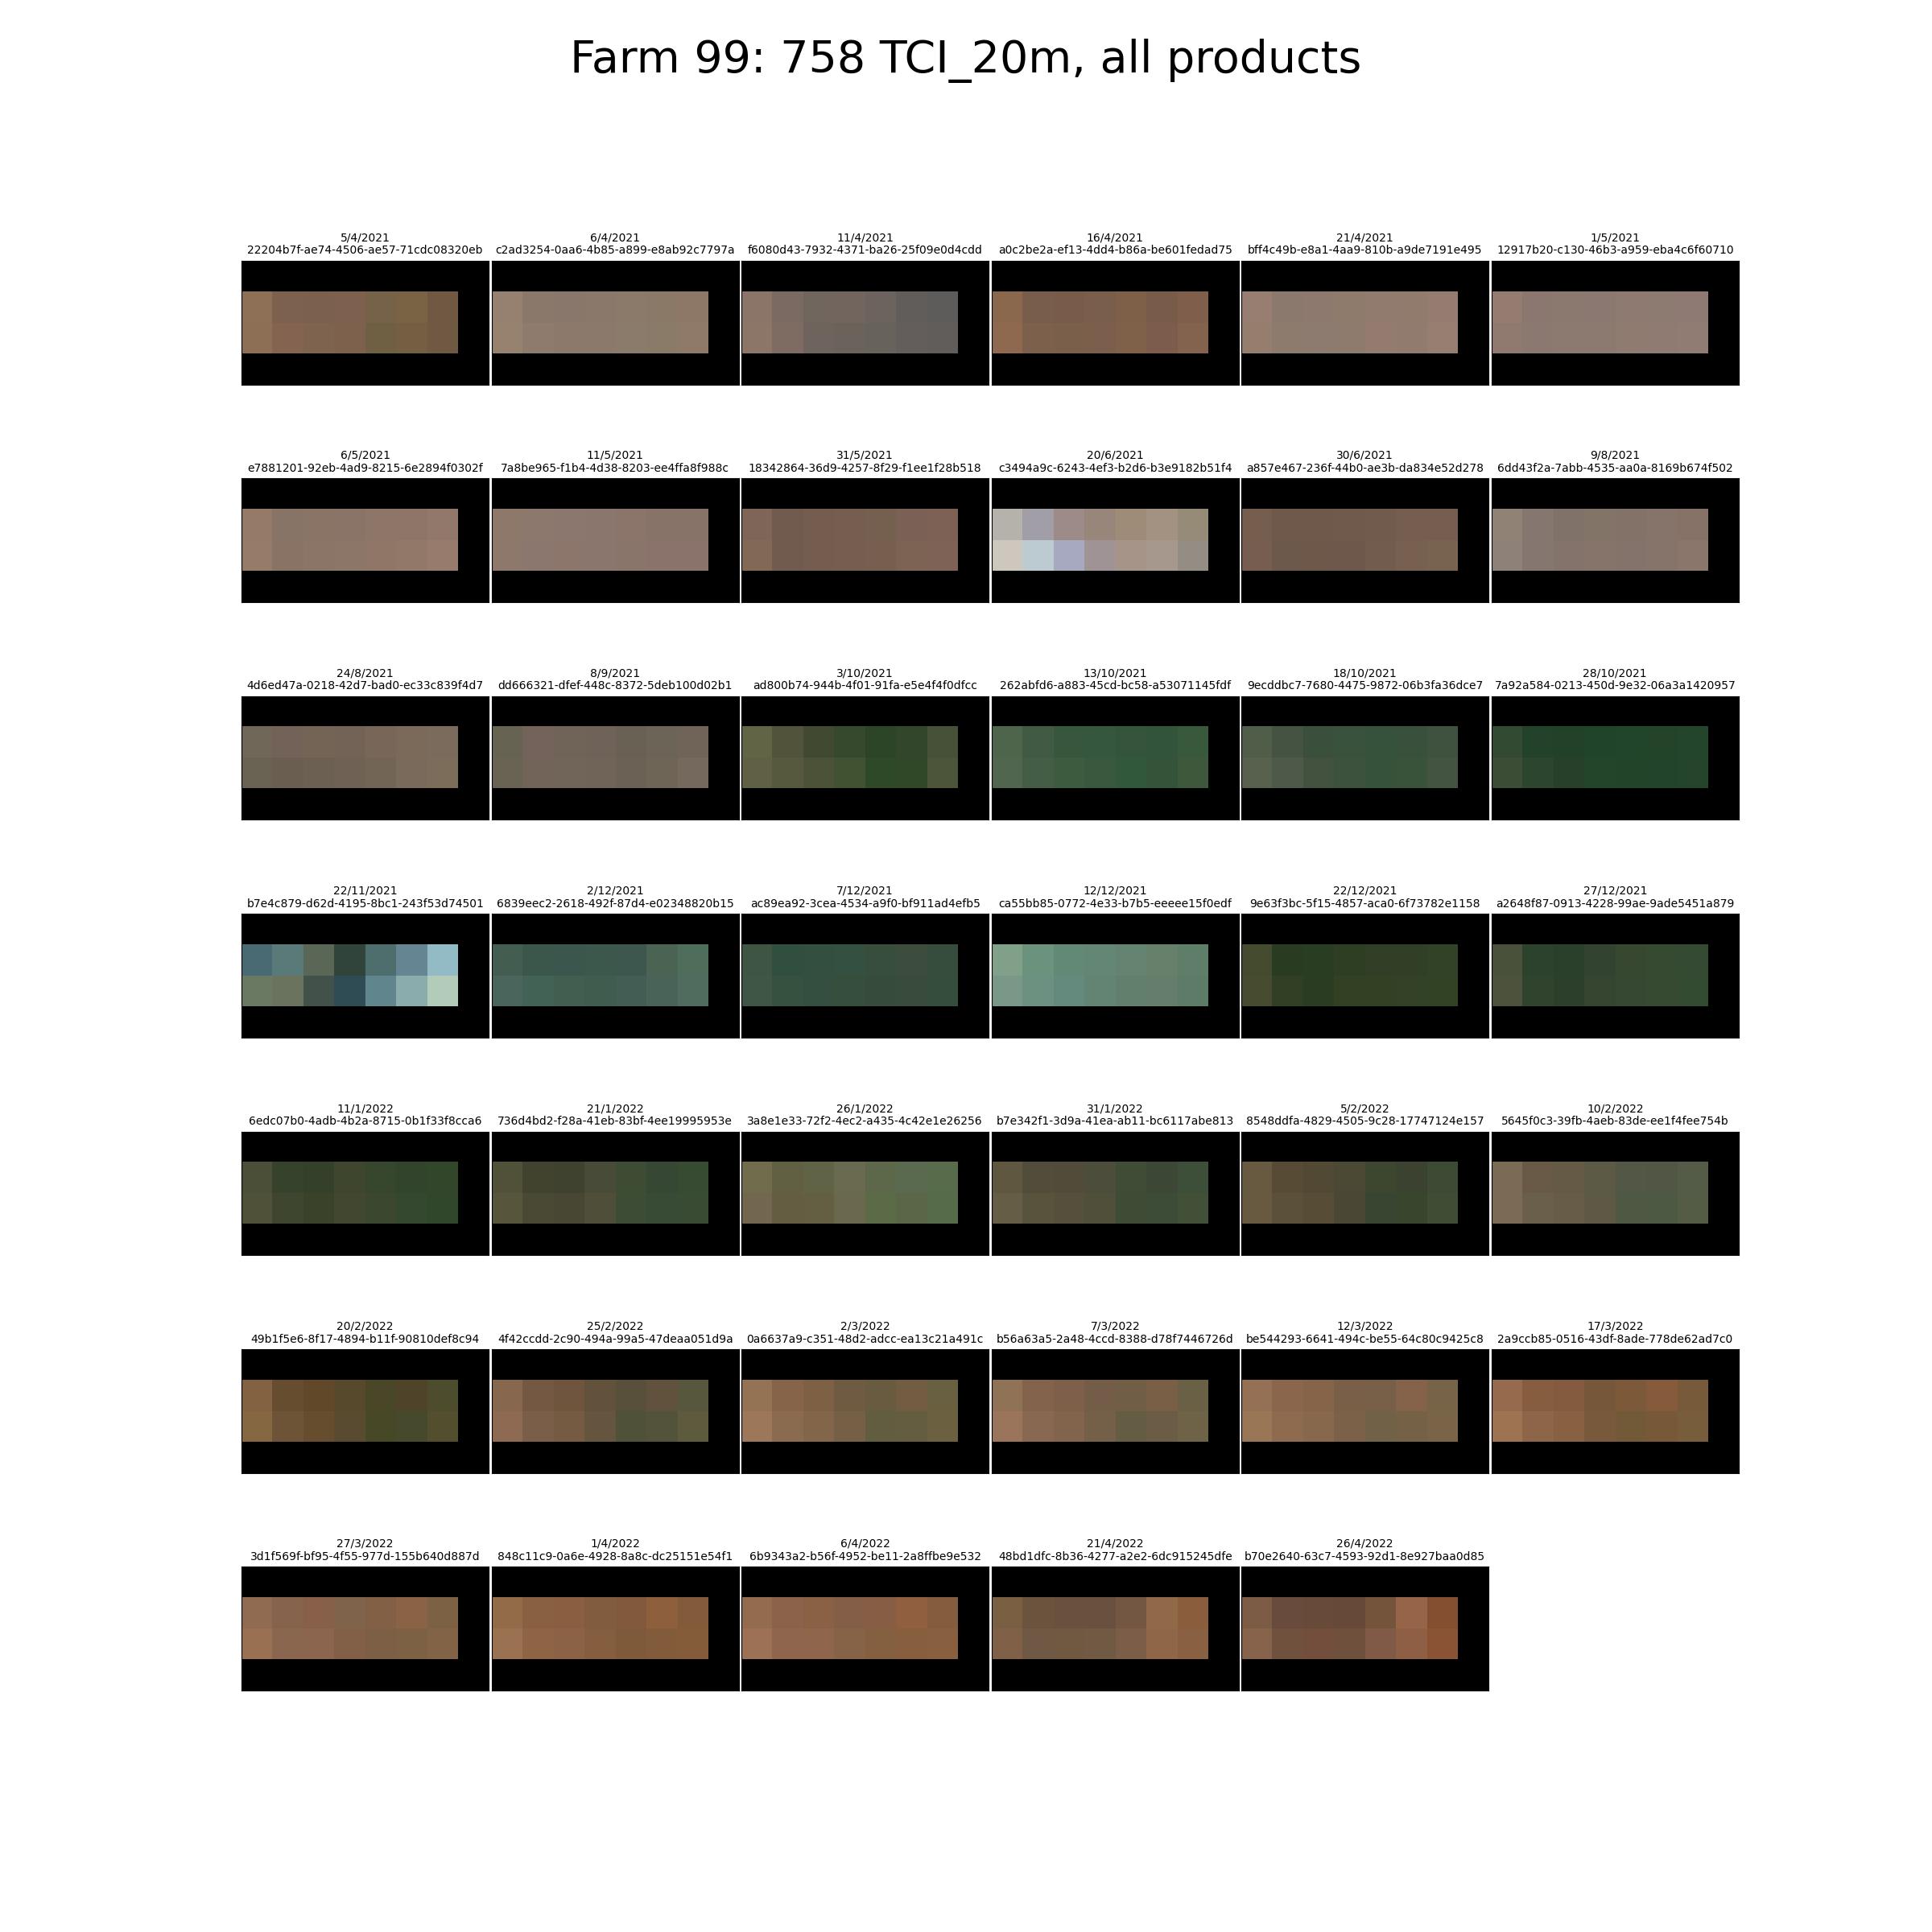 Farm 99: 758 TCI_20m, all products
5/4/2021
22204b7f-ae74-4506-ae57-71cdc08320eb
6/4/2021
c2ad3254-0aa6-4b85-a899-e8ab92c7797a
11/4/2021
f6080d43-7932-4371-ba26-25f09e0d4cdd
16/4/2021
a0c2be2a-ef13-4dd4-b86a-be601fedad75
21/4/2021
bff4c49b-e8a1-4aa9-810b-a9de7191e495
1/5/2021
12917b20-c130-46b3-a959-eba4c6f60710
6/5/2021
e7881201-92eb-4ad9-8215-6e2894f0302f
11/5/2021
7a8be965-f1b4-4d38-8203-ee4ffa8f988c
31/5/2021
18342864-36d9-4257-8f29-f1ee1f28b518
20/6/2021
c3494a9c-6243-4ef3-b2d6-b3e9182b51f4
30/6/2021
a857e467-236f-44b0-ae3b-da834e52d278
9/8/2021
6dd43f2a-7abb-4535-aa0a-8169b674f502
24/8/2021
4d6ed47a-0218-42d7-bad0-ec33c839f4d7
8/9/2021
dd666321-dfef-448c-8372-5deb100d02b1
3/10/2021
ad800b74-944b-4f01-91fa-e5e4f4f0dfcc
13/10/2021
262abfd6-a883-45cd-bc58-a53071145fdf
18/10/2021
9ecddbc7-7680-4475-9872-06b3fa36dce7
28/10/2021
7a92a584-0213-450d-9e32-06a3a1420957
22/11/2021
b7e4c879-d62d-4195-8bc1-243f53d74501
2/12/2021
6839eec2-2618-492f-87d4-e02348820b15
7/12/2021
ac89ea92-3cea-4534-a9f0-bf911ad4efb5
12/12/2021
ca55bb85-0772-4e33-b7b5-eeeee15f0edf
22/12/2021
9e63f3bc-5f15-4857-aca0-6f73782e1158
27/12/2021
a2648f87-0913-4228-99ae-9ade5451a879
11/1/2022
6edc07b0-4adb-4b2a-8715-0b1f33f8cca6
21/1/2022
736d4bd2-f28a-41eb-83bf-4ee19995953e
26/1/2022
3a8e1e33-72f2-4ec2-a435-4c42e1e26256
31/1/2022
b7e342f1-3d9a-41ea-ab11-bc6117abe813
5/2/2022
8548ddfa-4829-4505-9c28-17747124e157
10/2/2022
5645f0c3-39fb-4aeb-83de-ee1f4fee754b
20/2/2022
49b1f5e6-8f17-4894-b11f-90810def8c94
25/2/2022
4f42ccdd-2c90-494a-99a5-47deaa051d9a
2/3/2022
0a6637a9-c351-48d2-adcc-ea13c21a491c
7/3/2022
b56a63a5-2a48-4ccd-8388-d78f7446726d
12/3/2022
be544293-6641-494c-be55-64c80c9425c8
17/3/2022
2a9ccb85-0516-43df-8ade-778de62ad7c0
27/3/2022
3d1f569f-bf95-4f55-977d-155b640d887d
1/4/2022
848c11c9-0a6e-4928-8a8c-dc25151e54f1
6/4/2022
6b9343a2-b56f-4952-be11-2a8ffbe9e532
21/4/2022
48bd1dfc-8b36-4277-a2e2-6dc915245dfe
26/4/2022
b70e2640-63c7-4593-92d1-8e927baa0d85